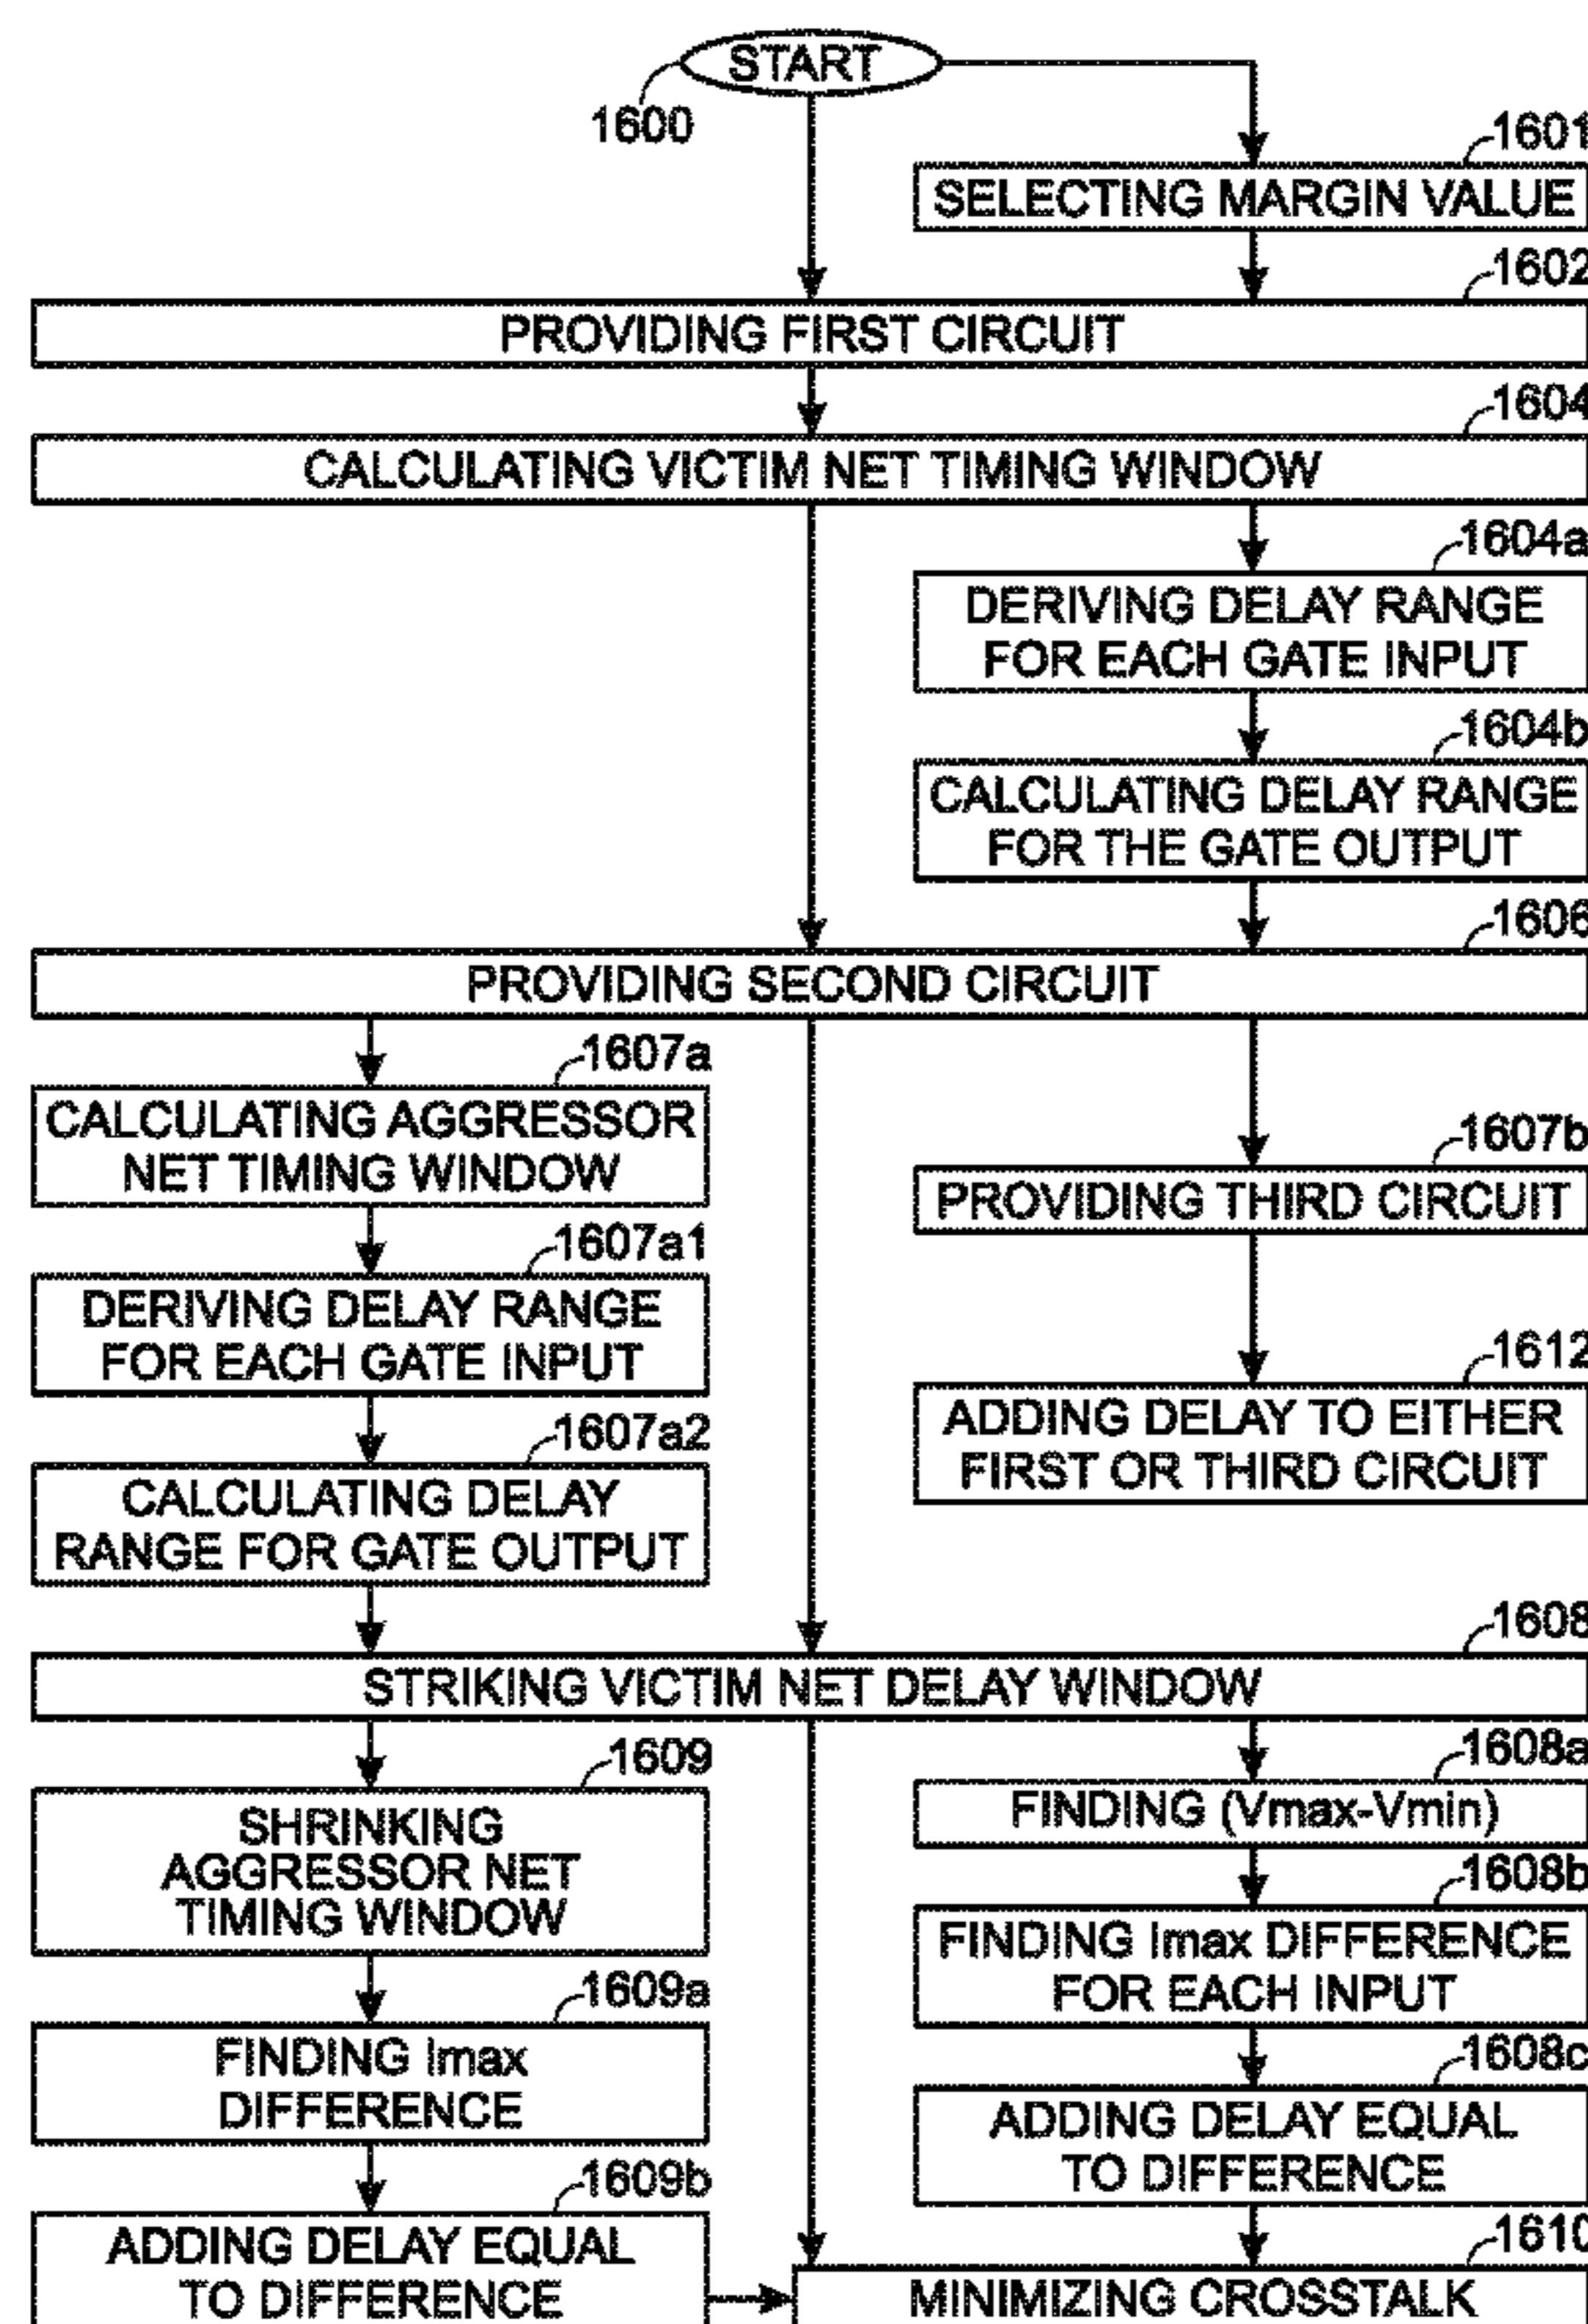 START
1600
1601
SELECTING MARGIN VALUE
1602
PROVIDING FIRST CIRCUIT
1604
CALCULATING VICTIM NET TIMING WINDOW
1604a
DERIVING DELAY RANGE
FOR EACH GATE INPUT
1604b
CALCULATING DELAY RANGE
FOR THE GATE OUTPUT
1606
PROVIDING SECOND CIRCUIT
1607a
CALCULATING AGGRESSOR
NET TIMING WINDOW
1607b
PROVIDING THIRD CIRCUIT
1607a1
DERIVING DELAY RANGE
FOR EACH GATE INPUT
1612
ADDING DELAY TO EITHER
FIRST OR THIRD CIRCUIT
1607a2
CALCULATING DELAY
RANGE FOR GATE OUTPUT
1608
STRIKING VICTIM NET DELAY WINDOW
1609
SHRINKING
AGGRESSOR NET
TIMING WINDOW
1608a
FINDING (Vmax-Vmin)
1608b
FINDING Imax DIFFERENCE
FOR EACH INPUT
1609a
FINDING Imax
DIFFERENCE
1608c
ADDING DELAY EQUAL
TO DIFFERENCE
1609b
ADDING DELAY EQUAL
TO DIFFERENCE
1610
MINIMIZING CROSSTALK